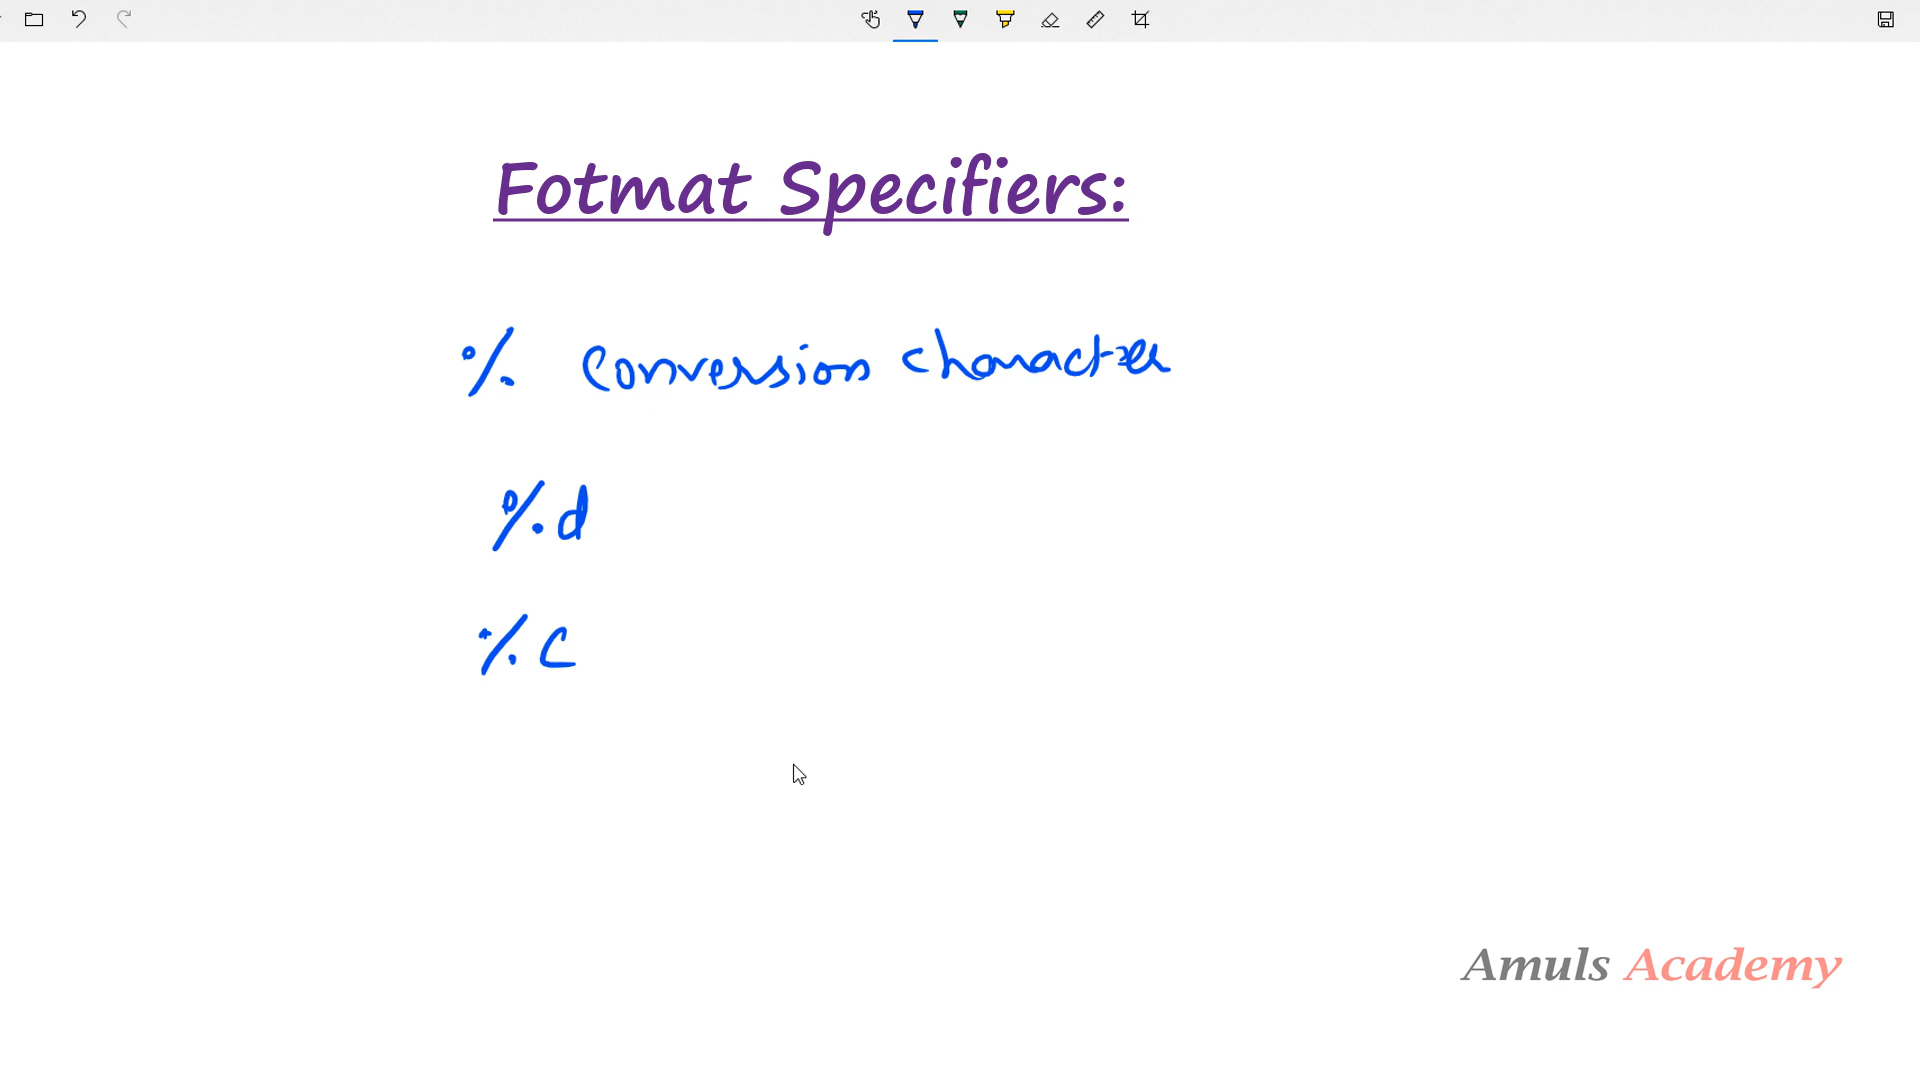 Fotmat Specifiers:
% conversion character
%d
%c
Amuls Academy